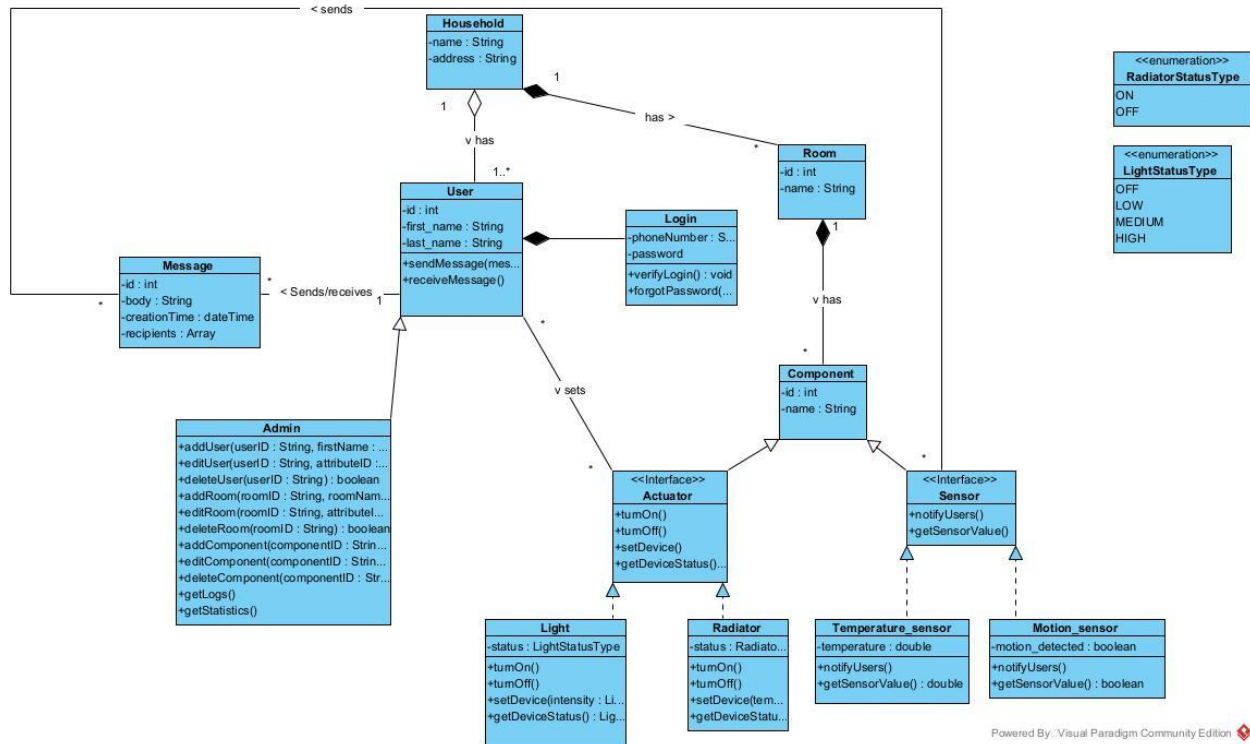 < sends
Household
-name : String
-address : String
1
1
has >
*
v has
1..*
<<enumeration>>
RadiatorStatusType
ON
OFF
<<enumeration>>
LightStatusType
OFF
LOW
MEDIUM
HIGH
Room
-id : int
-name : String
1
v has
*
User
-id : int
-first_name : String
-last_name : String
+sendMessage(mes...
+receiveMessage()
Login
-phoneNumber : S...
-password
+verifyLogin() : void
+forgotPassword(...
Message
-id : int
-body : String
-creationTime : dateTime
-recipients : Array
*
*
< Sends/receives
1
*
v sets
*
Component
-id : int
-name : String
*
Admin
+addUser(userID : String, firstName : ...
+editUser(userID : String, attributeID :...
+deleteUser(userID : String) : boolean
+addRoom(roomID : String, roomNam...
+editRoom(roomID : String, attributeI...
+deleteRoom(roomID : String) : boolean
+addComponent(componentID : Strin...
+editComponent(componentID : Strin...
+deleteComponent(componentID : Str...
+getLogs()
+getStatistics()
<<Interface>>
Actuator
+turnOn()
+turnOff()
+setDevice()
+getDeviceStatus()...
<<Interface>>
Sensor
+notifyUsers()
+getSensorValue()
Light
-status : LightStatusType
+turnOn()
+turnOff()
+setDevice(intensity : Li...
+getDeviceStatus() : Lig...
Radiator
-status : Radiato...
+turnOn()
+turnOff()
+setDevice(tem...
+getDeviceStatu...
Temperature_sensor
-temperature : double
+notifyUsers()
+getSensorValue() : double
Motion_sensor
-motion_detected : boolean
+notifyUsers()
+getSensorValue() : boolean
Powered By Visual Paradigm Community Edition